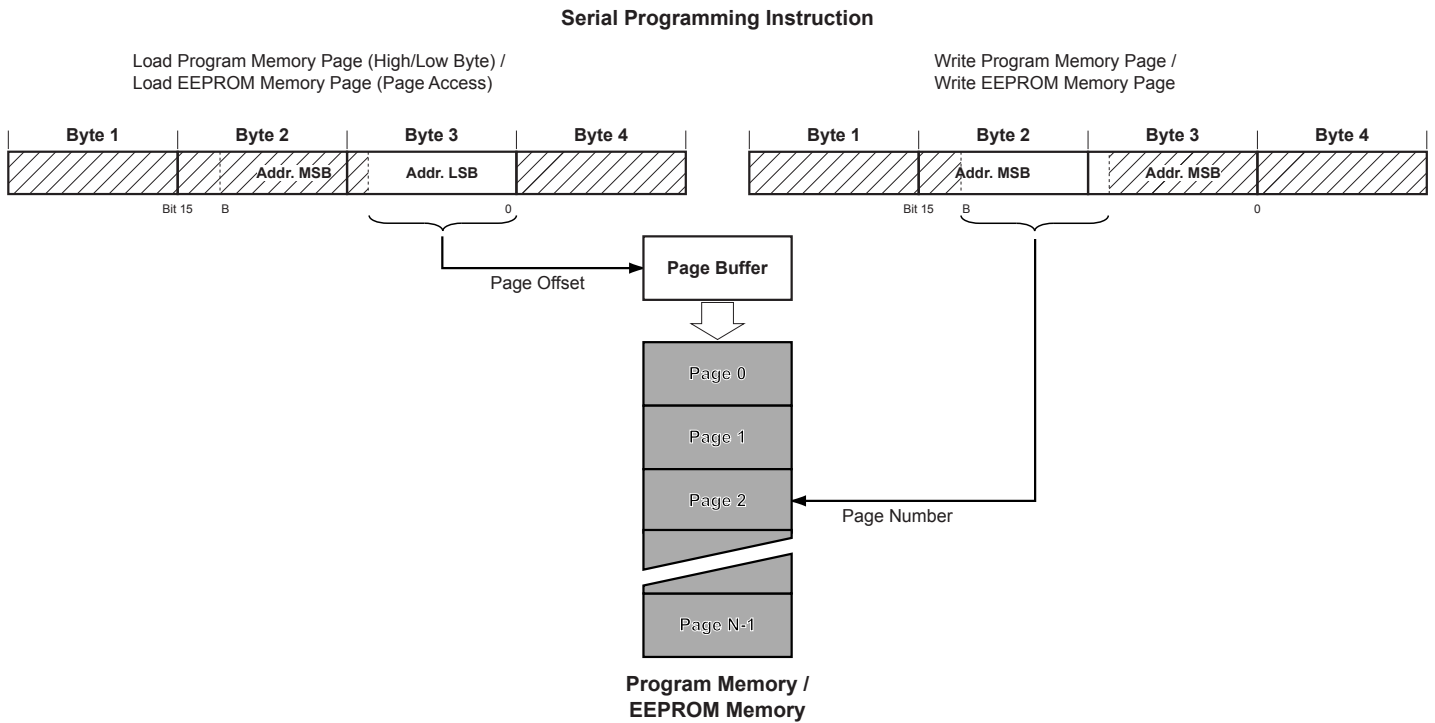 Serial Programming Instruction
Load Program Memory Page (High/Low Byte) /
Load EEPROM Memory Page (Page Access)
Write Program Memory Page /
Write EEPROM Memory Page
Byte 1 Byte 2 Byte 3 Byte 4 Byte 1 Byte 2 Byte 3 Byte 4
Addr. MSB Addr. LSB Addr. MSB Addr. MSB
Bit 15 B 0 Bit 15 B 0
Page Buffer
Page Offset
Page 0
Page 1
Page 2
Page Number
Page N-1
Program Memory /
EEPROM Memory